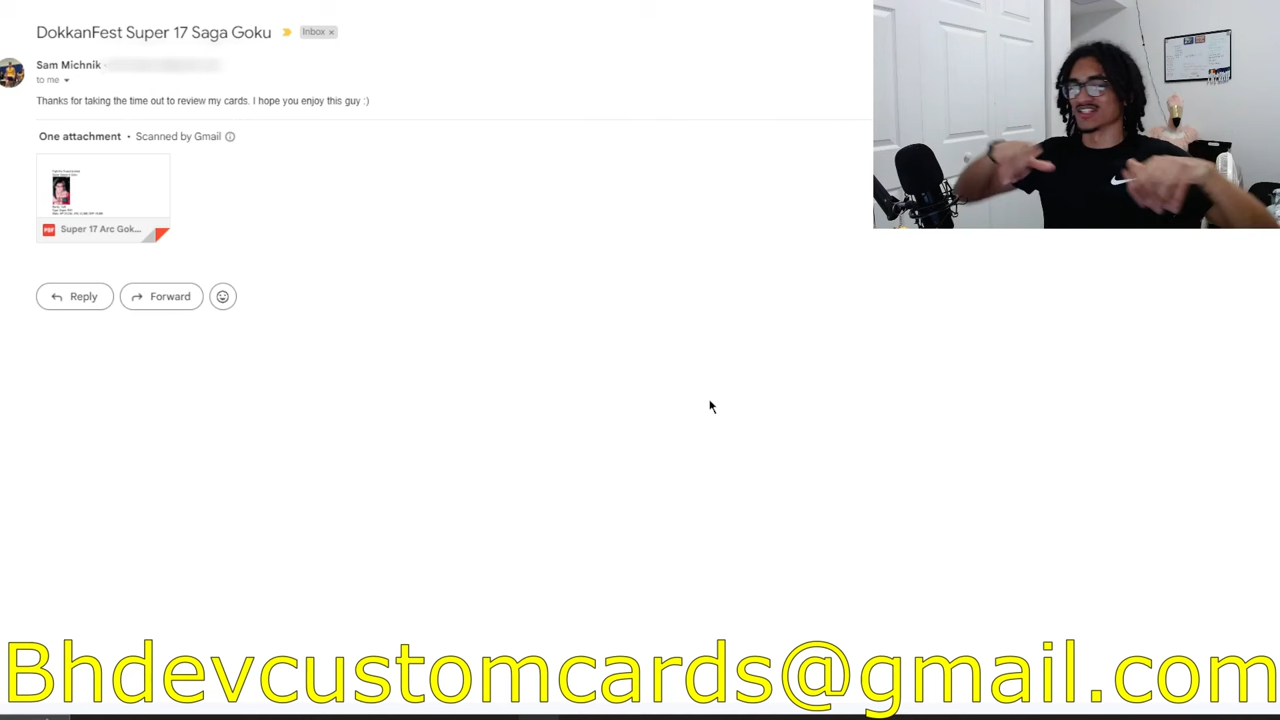 DokkanFest Super 17 Saga Goku
Inbox ×
Sam Michnik
to me
Thanks for taking the time out to review my cards. I hope you enjoy this guy :)
One attachment • Scanned by Gmail
PDF Super 17 Arc Gok...
Reply
Forward
Bhdevcustomcards@gmail.com